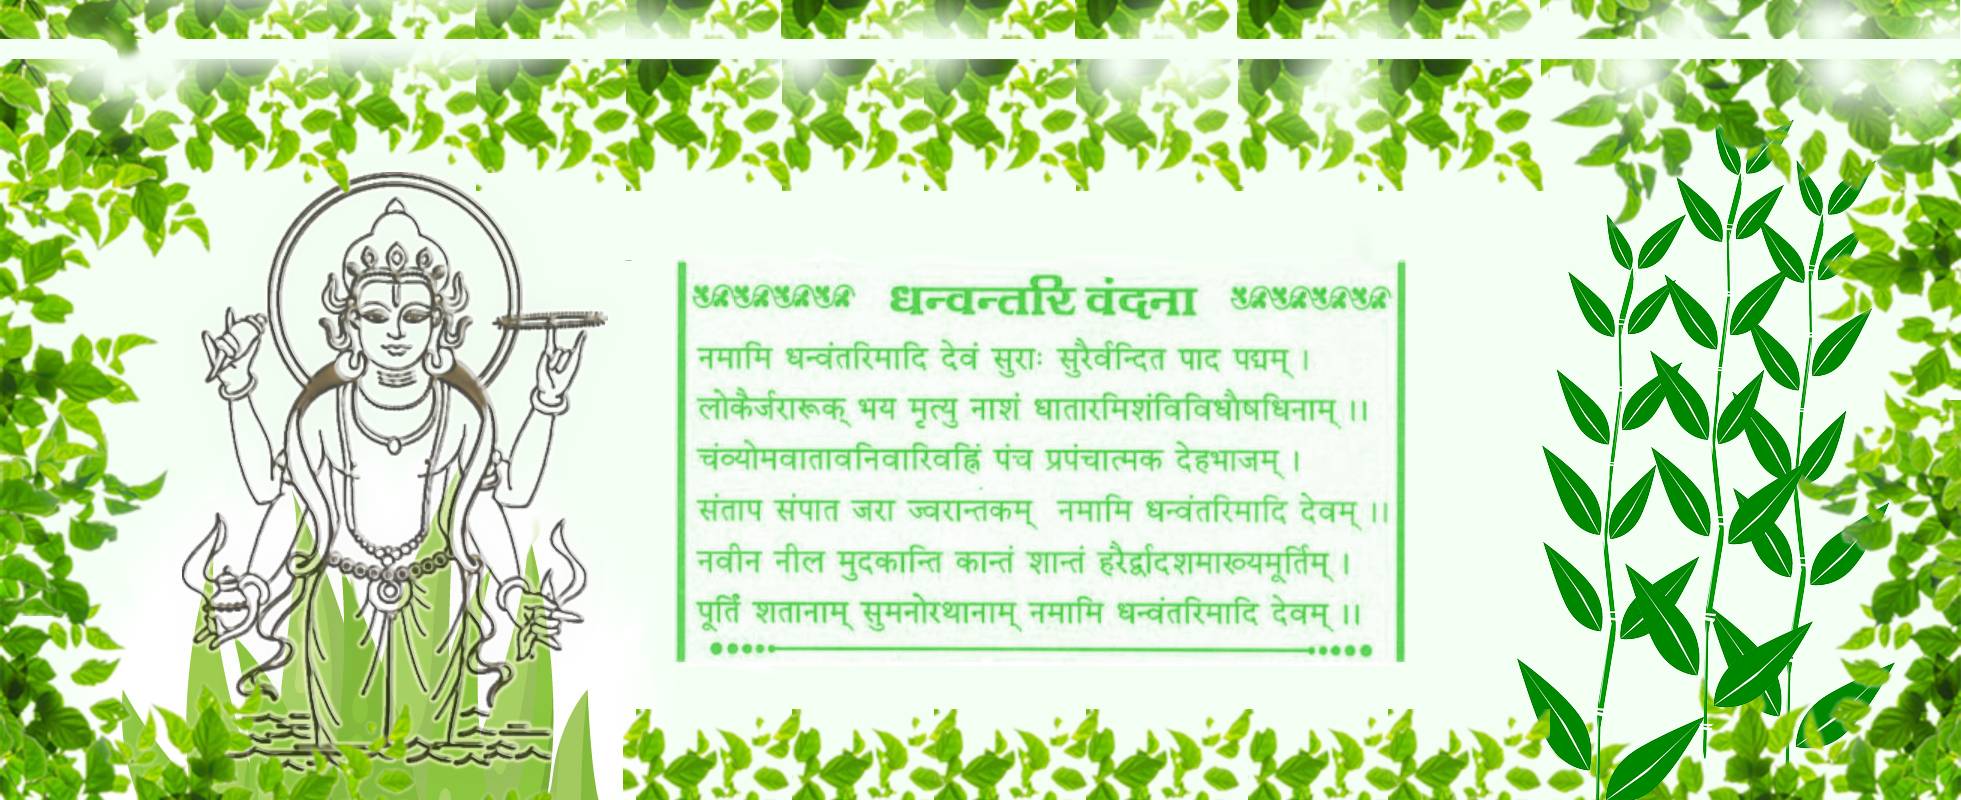 धन्वन्तरि वंदना
नमामि धन्वंतरिमादि देवं सुराः सुरैर्वन्दित पाद पद्मम् ।
लोकैर्जरारूक् भय मृत्यु नाशं धातारमिशंविविधौषधिनाम् ।।
चंव्योमवातावनिवारिवह्निं पंच प्रपंचात्मक देहभाजम् ।
संताप संपात जरा ज्वरान्तकम् नमामि धन्वंतरिमादि देवम् ।।
नवीन नील मुदकान्ति कान्तं शान्तं हरैर्द्वादशमाख्यमूर्तिम् ।
पूर्तिं शतानाम् सुमनोरथानाम् नमामि धन्वंतरिमादि देवम् ।।